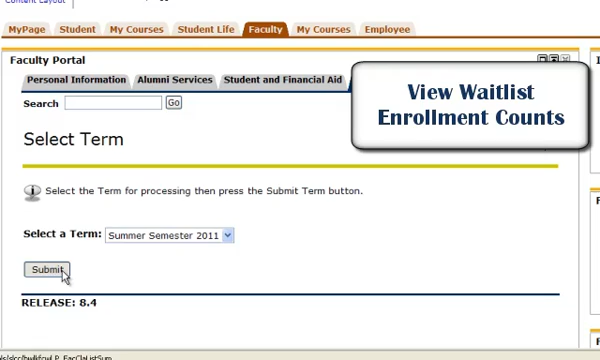 Content Layout
MyPage Student My Courses Student Life Faculty My Courses Employee
Faculty Portal
Personal Information Alumni Services Student and Financial Aid
Search Go
View Waitlist
Enrollment Counts
Select Term
Select the Term for processing then press the Submit Term button.
Select a Term: Summer Semester 2011
Submit
RELEASE: 8.4